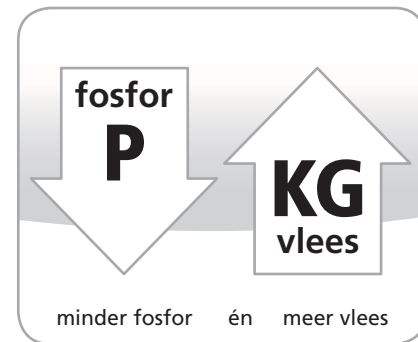 fosfor
P
KG
vlees
minder fosfor én meer vlees